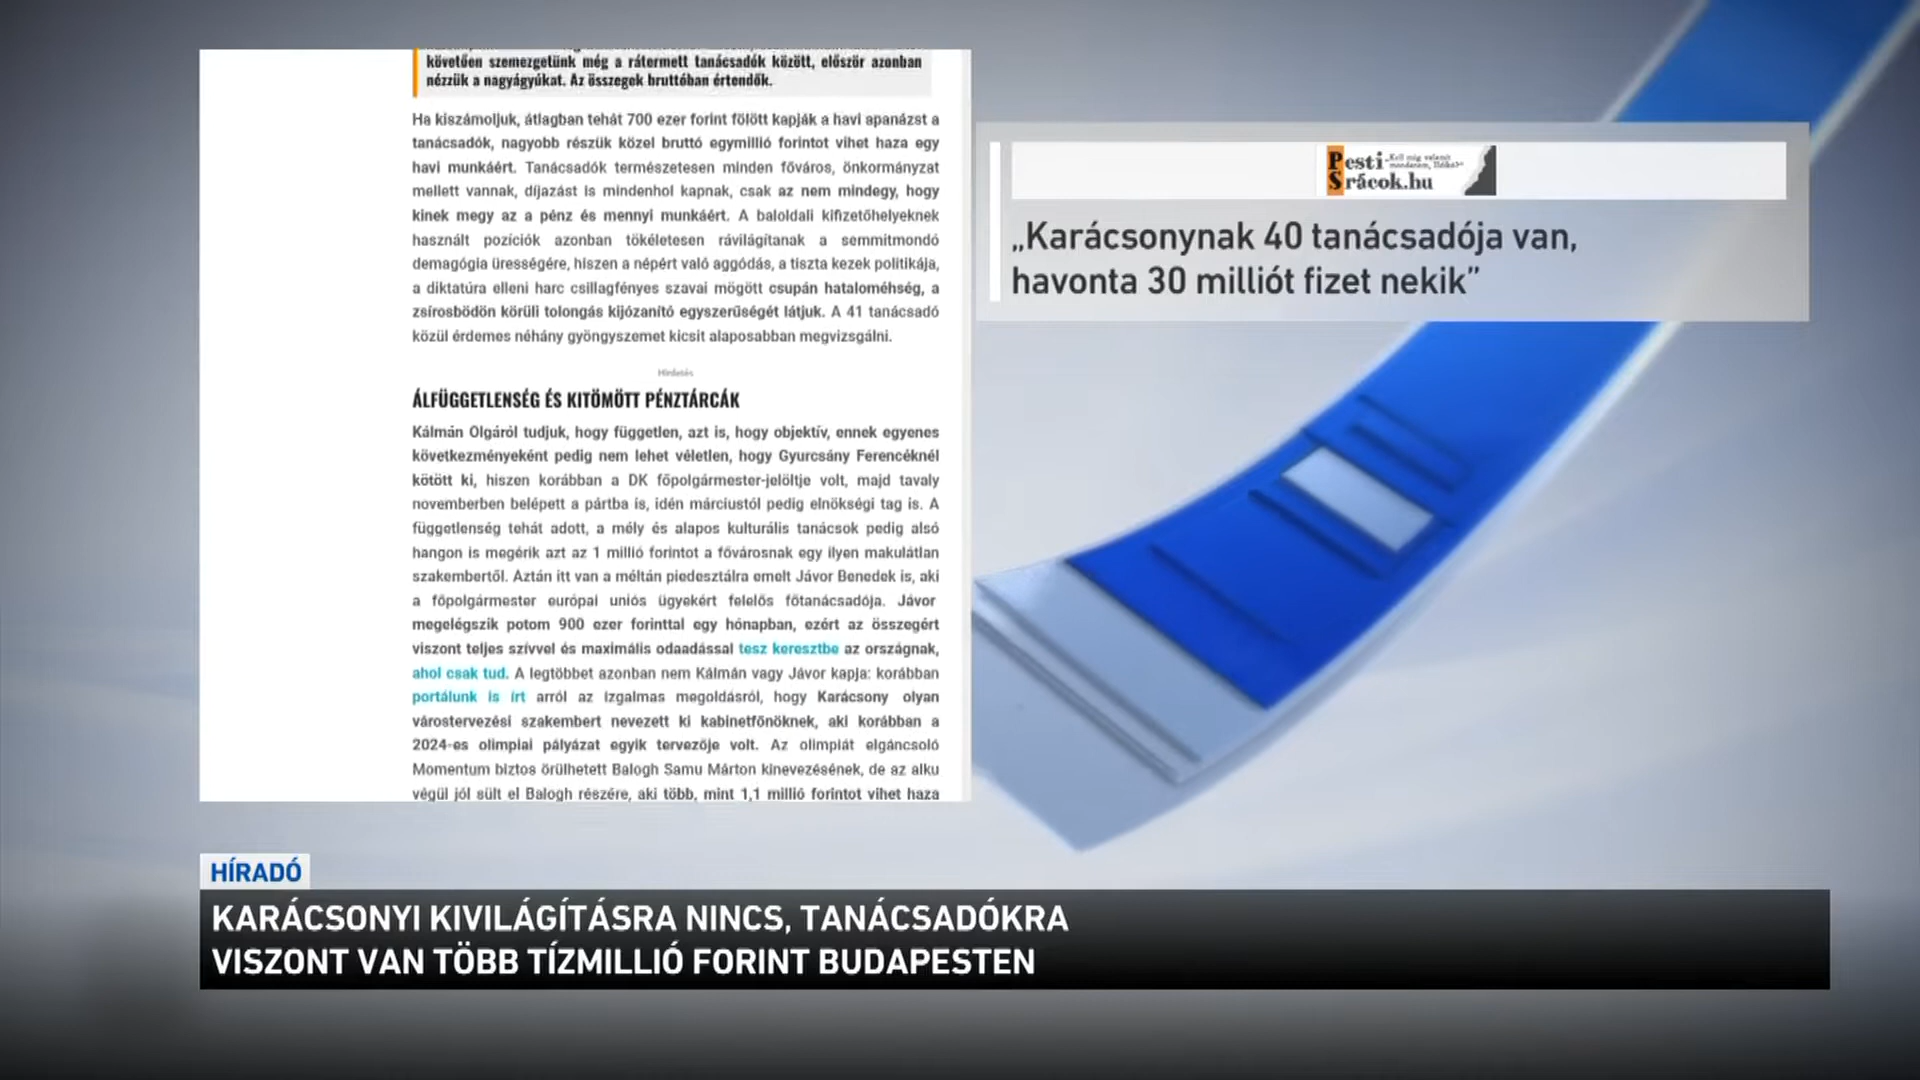 követően szemezgetünk még a rátermett tanácsadók között, először azonban
nézzük a nagyágyúkat. Az összegek bruttóban értendők.
Ha kiszámoljuk, átlagban tehát 700 ezer forint fölött kapják a havi apanázst a
tanácsadók, nagyobb részük közel bruttó egymillió forintot vihet haza egy
havi munkáért. Tanácsadók természetesen minden főváros, önkormányzat
mellett vannak, díjazást is mindenhol kapnak, csak az nem mindegy, hogy
kinek megy az a pénz és mennyi munkáért. A baloldali kifizetőhelyeknek
használt pozíciók azonban tökéletesen rávilágítanak a semmitmondó
demagógia ürességére, hiszen a népért való aggódás, a tiszta kezek politikája,
a diktatúra elleni harc csillagfényes szavai mögött csupán hataloméhség, a
zsírosbödön körüli tolongás kijózanító egyszerűségét látjuk. A 41 tanácsadó
közül érdemes néhány gyöngyszemet kicsit alaposabban megvizsgálni.
Hirdetés
ÁLFÜGGETLENSÉG ÉS KITÖMÖTT PÉNZTÁRCÁK
Kálmán Olgáról tudjuk, hogy független, azt is, hogy objektív, ennek egyenes
következményeként pedig nem lehet véletlen, hogy Gyurcsány Ferencéknél
kötött ki, hiszen korábban a DK főpolgármester-jelöltje volt, majd tavaly
novemberben belépett a pártba is, idén márciustól pedig elnökségi tag is. A
függetlenség tehát adott, a mély és alapos kulturális tanácsok pedig alsó
hangon is megérik azt az 1 millió forintot a fővárosnak egy ilyen makulátlan
szakembertől. Aztán itt van a méltán piedesztálra emelt Jávor Benedek is, aki
a főpolgármester európai uniós ügyekért felelős főtanácsadója. Jávor
megelégszik potom 900 ezer forinttal egy hónapban, ezért az összegért
viszont teljes szívvel és maximális odaadással tesz keresztbe az országnak,
ahol csak tud. A legtöbbet azonban nem Kálmán vagy Jávor kapja: korábban
portálunk is írt arról az izgalmas megoldásról, hogy Karácsony olyan
várostervezési szakembert nevezett ki kabinetfőnöknek, aki korábban a
2024-es olimpiai pályázat egyik tervezője volt. Az olimpiát elgáncsoló
Momentum biztos örülhetett Balogh Samu Márton kinevezésének, de az alku
végül jól sült el Balogh részére, aki több, mint 1,1 millió forintot vihet haza
Pesti
Srácok.hu
„Karácsonynak 40 tanácsadója van,
havonta 30 milliót fizet nekik”
HÍRADÓ
KARÁCSONYI KIVILÁGÍTÁSRA NINCS, TANÁCSADÓKRA
VISZONT VAN TÖBB TÍZMILLIÓ FORINT BUDAPESTEN